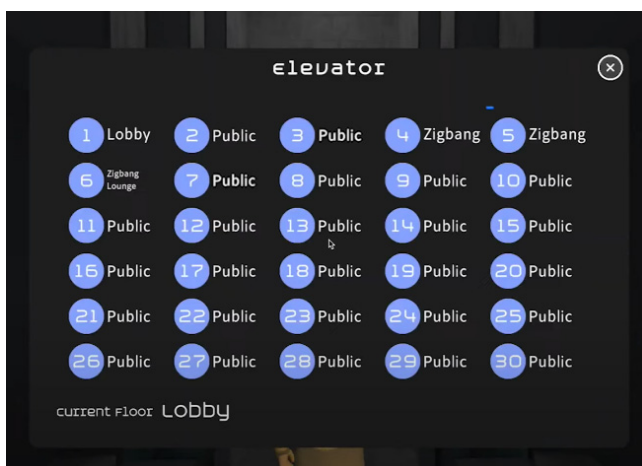 Elevator
1 Lobby 2 Public 3 Public 4 Zigbang 5 Zigbang
6 Zigbang Lounge 7 Public 8 Public 9 Public 10 Public
11 Public 12 Public 13 Public 14 Public 15 Public
16 Public 17 Public 18 Public 19 Public 20 Public
21 Public 22 Public 23 Public 24 Public 25 Public
26 Public 27 Public 28 Public 29 Public 30 Public
current Floor Lobby